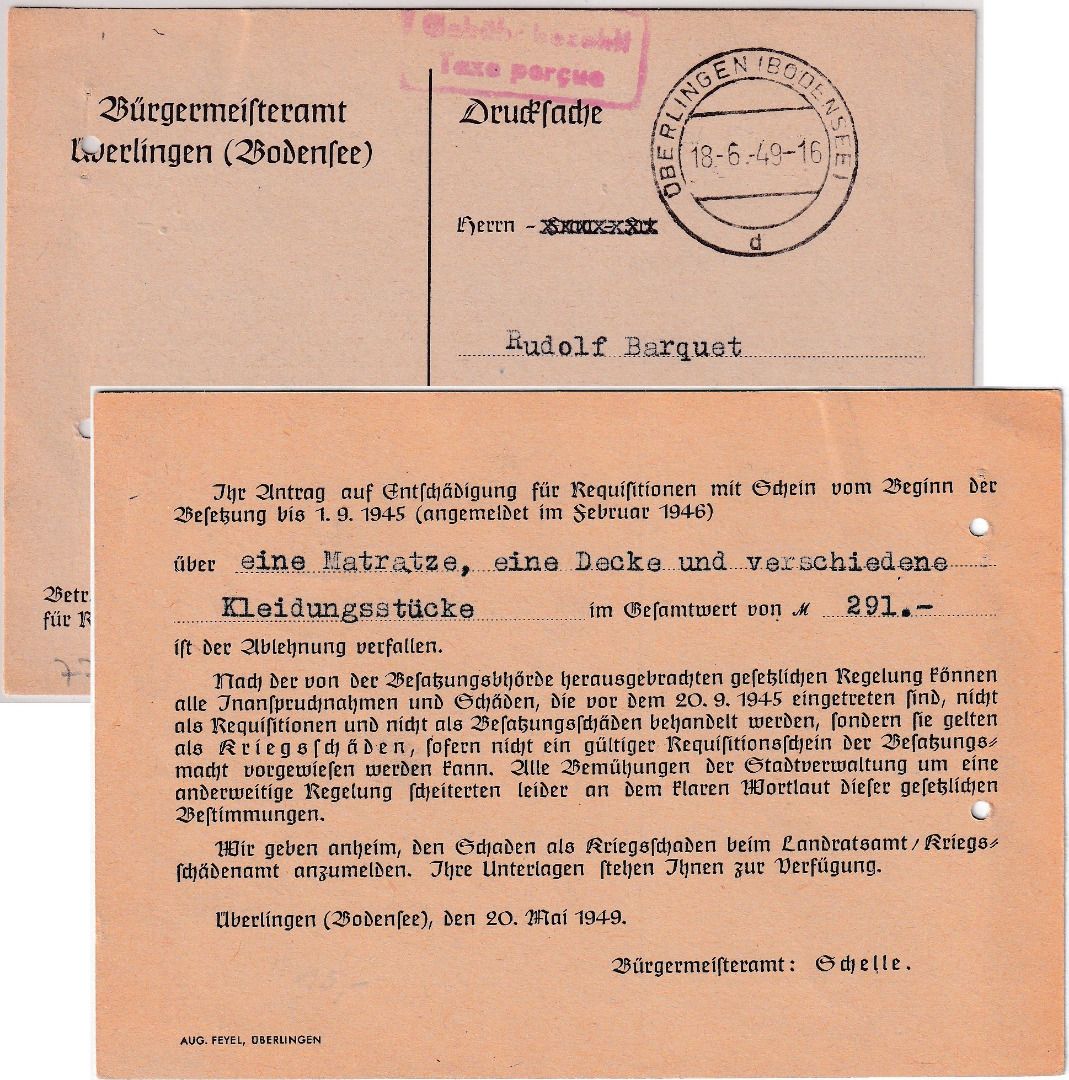 Gebühr bezahlt
Taxe perçue
Bürgermeisteramt
Überlingen (Bodensee)
Drucksache
ÜBERLINGEN (BODENSEE)
18.-6.-49-16
d
Herrn -
Rudolf Barquet
Betr.
für R
Ihr Antrag auf Entschädigung für Requisitionen mit Schein vom Beginn der
Besetzung bis 1. 9. 1945 (angemeldet im Februar 1946)
über eine Matratze, eine Decke und verschiedene
Kleidungsstücke im Gesamtwert von ℳ 291.-
ist der Ablehnung verfallen.
Nach der von der Besatzungsbhörde herausgebrachten gesetzlichen Regelung können
alle Inanspruchnahmen und Schäden, die vor dem 20. 9. 1945 eingetreten sind, nicht
als Requisitionen und nicht als Besatzungsschäden behandelt werden, sondern sie gelten
als Kriegsschäden, sofern nicht ein gültiger Requisitionsschein der Besatzungs-
macht vorgewiesen werden kann. Alle Bemühungen der Stadtverwaltung um eine
anderweitige Regelung scheiterten leider an dem klaren Wortlaut dieser gesetzlichen
Bestimmungen.
Wir geben anheim, den Schaden als Kriegsschaden beim Landratsamt/Kriegs-
schädenamt anzumelden. Ihre Unterlagen stehen Ihnen zur Verfügung.
Überlingen (Bodensee), den 20. Mai 1949.
Bürgermeisteramt: Schelle.
AUG. FEYEL, ÜBERLINGEN